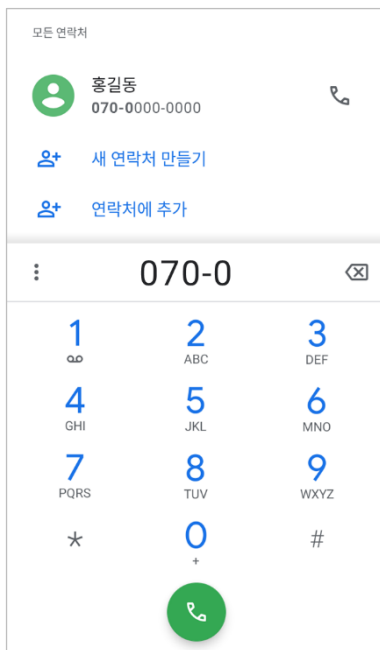 모든 연락처
홍길동
070-0000-0000
새 연락처 만들기
연락처에 추가
070-0
1 2 3
ABC DEF
4 5 6
GHI JKL MNO
7 8 9
PQRS TUV WXYZ
* 0 #
+